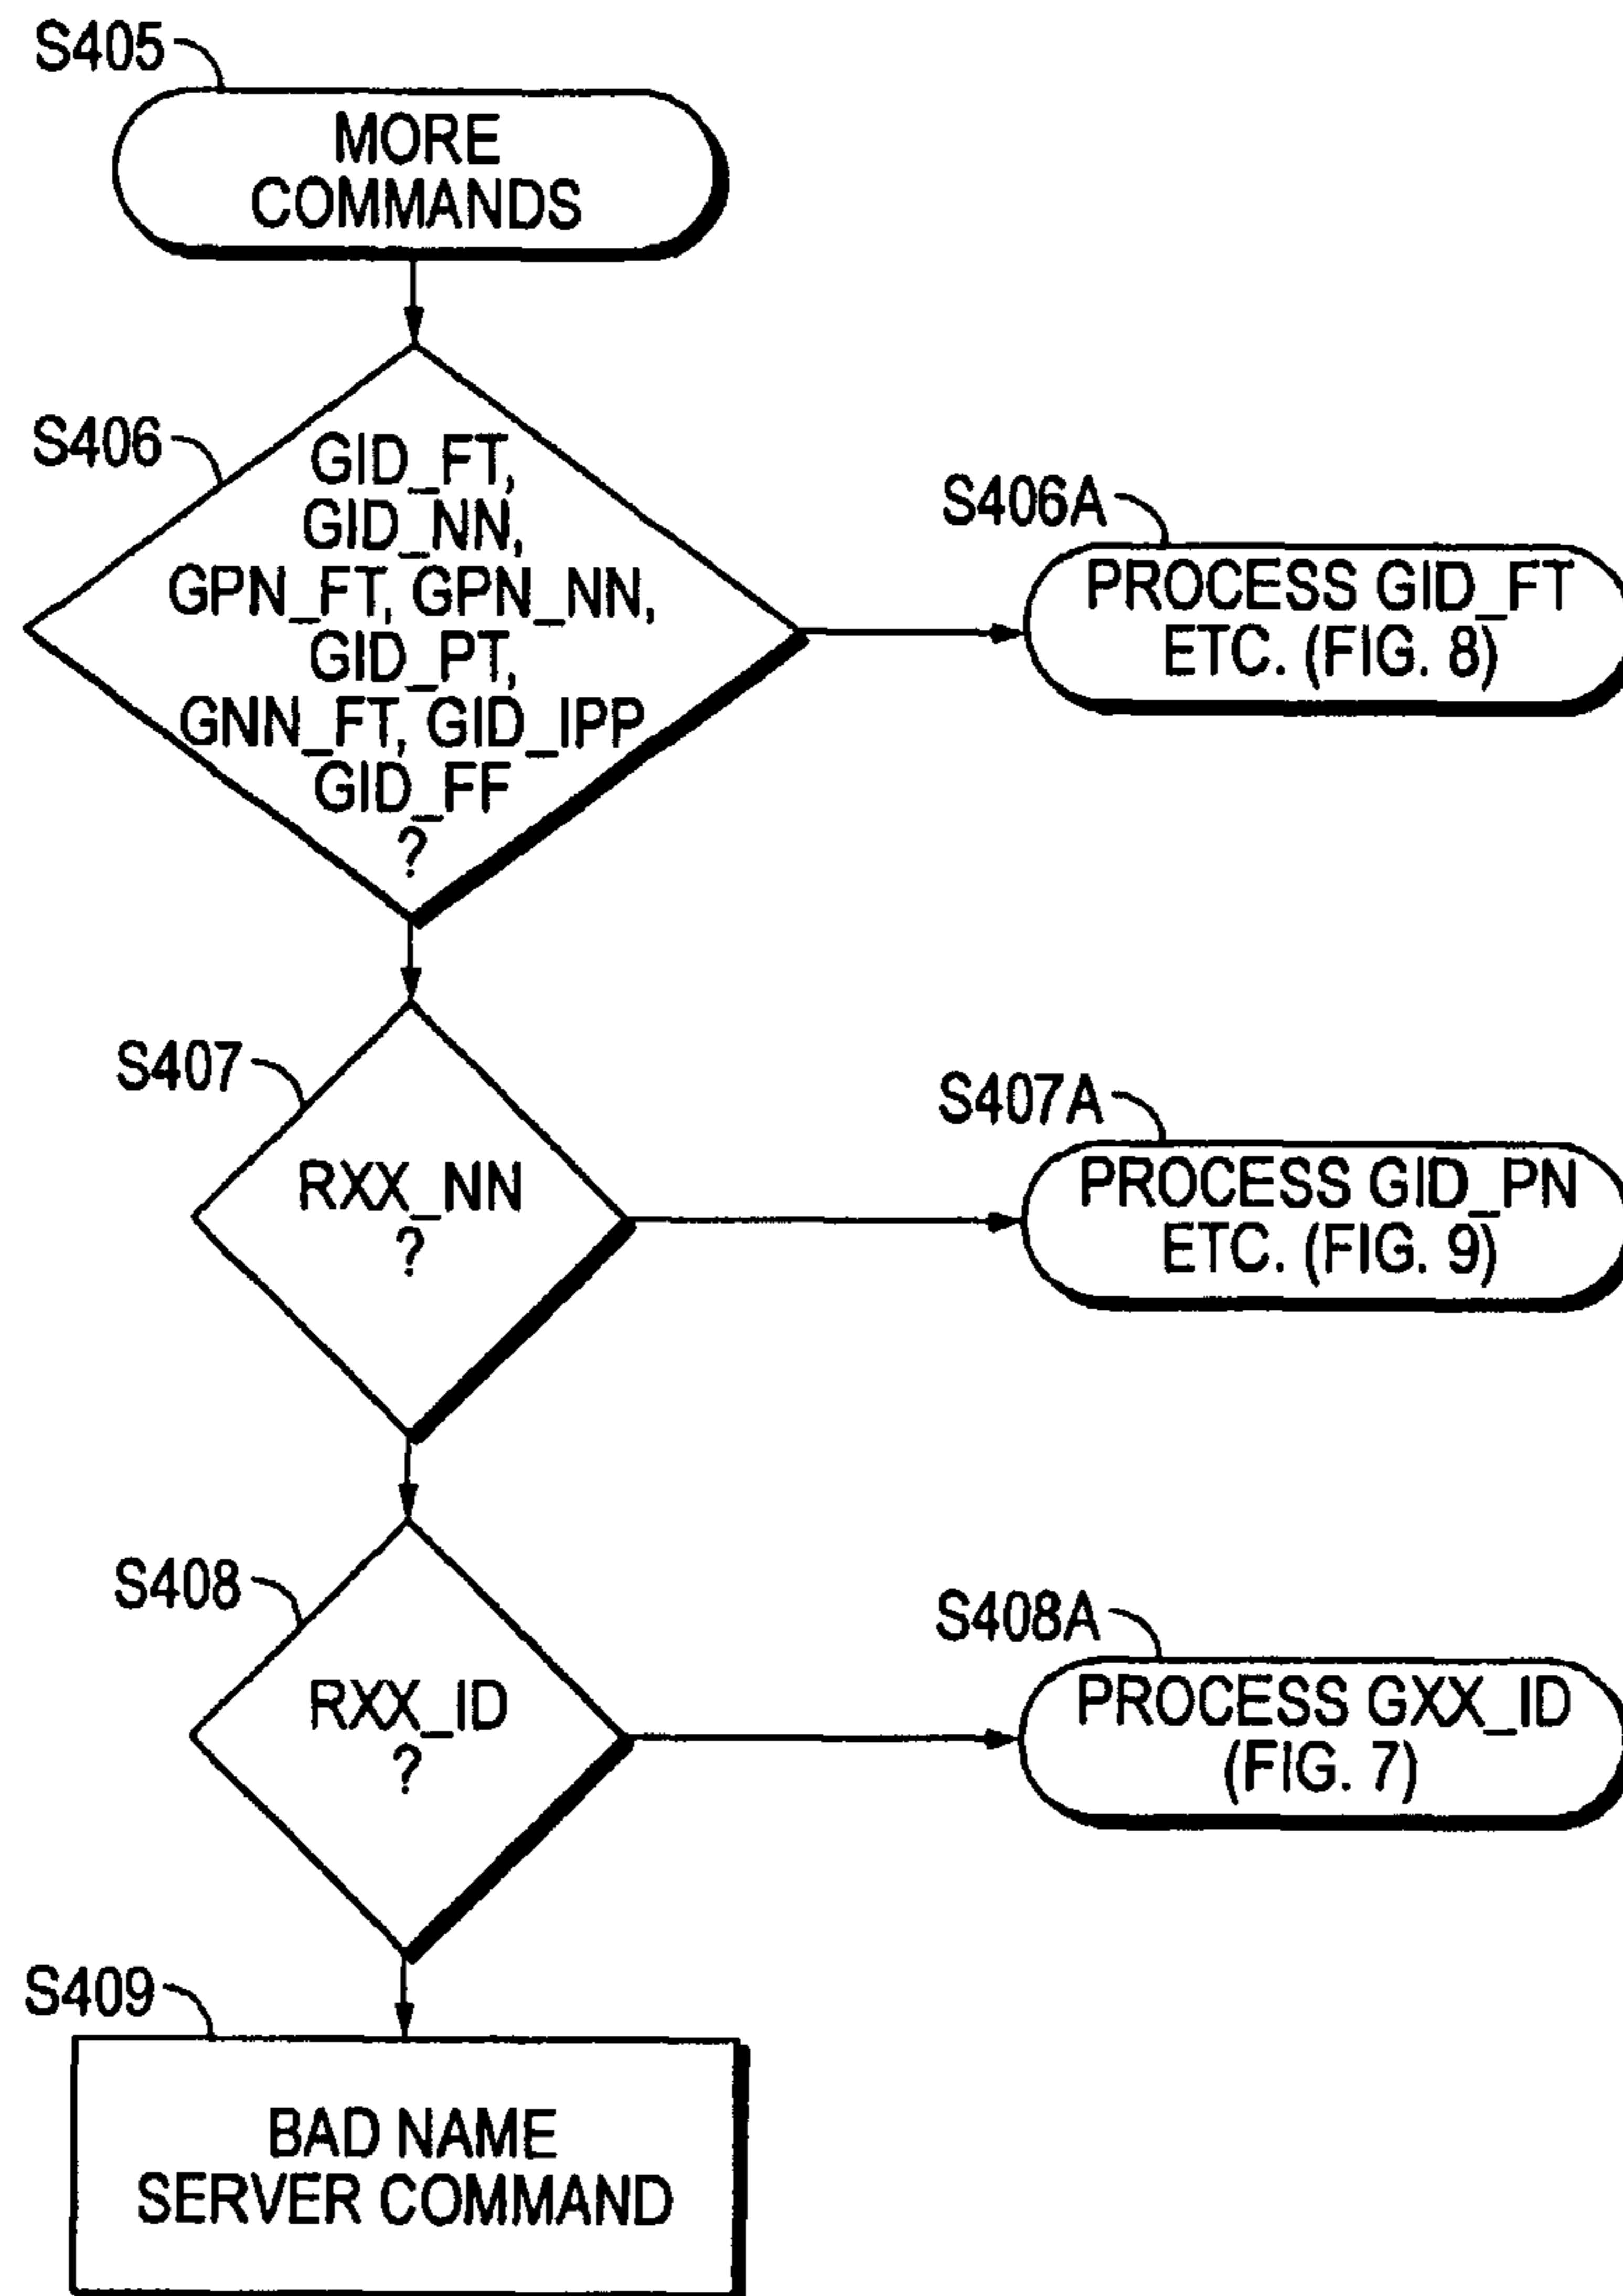 S405
MORE
COMMANDS
S406
GID_FT,
GID_NN,
GPN_FT, GPN_NN,
GID_PT,
GNN_FT, GID_IPP
GID_FF
?
S406A
PROCESS GID_FT
ETC. (FIG. 8)
S407
RXX_NN
?
S407A
PROCESS GID_PN
ETC. (FIG. 9)
S408
RXX_ID
?
S408A
PROCESS GXX_ID
(FIG. 7)
S409
BAD NAME
SERVER COMMAND